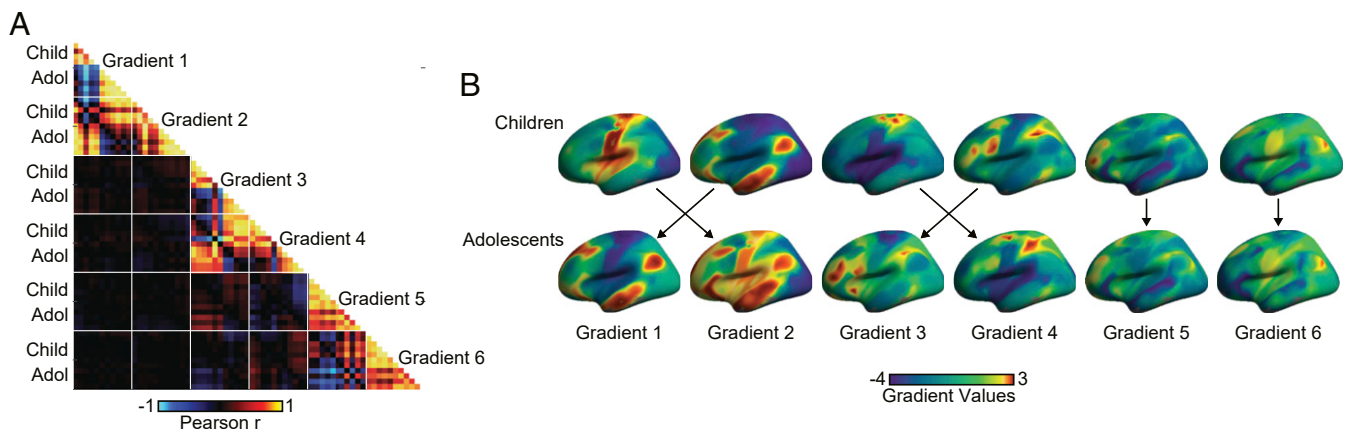 A
Child
Adol
Gradient 1
Child
Adol
Gradient 2
Child
Adol
Gradient 3
Child
Adol
Gradient 4
Child
Adol
Gradient 5
Child
Adol
Gradient 6
-1 1
Pearson r
B
Children
Adolescents
Gradient 1 Gradient 2 Gradient 3 Gradient 4 Gradient 5 Gradient 6
-4 3
Gradient Values